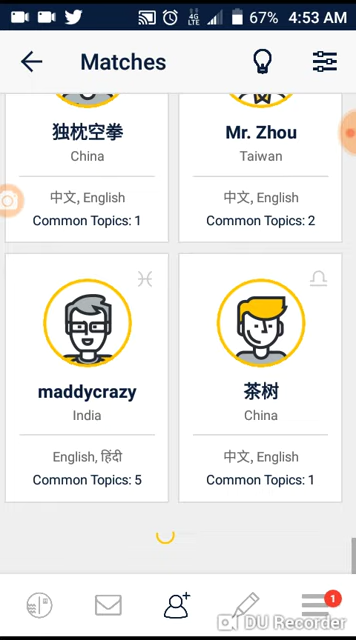 4G
LTE
67% 4:53 AM
Matches
独枕空拳
China
中文, English
Common Topics: 1
Mr. Zhou
Taiwan
中文, English
Common Topics: 2
maddycrazy
India
English, हिंदी
Common Topics: 5
茶树
China
中文, English
Common Topics: 1
1
DU Recorder